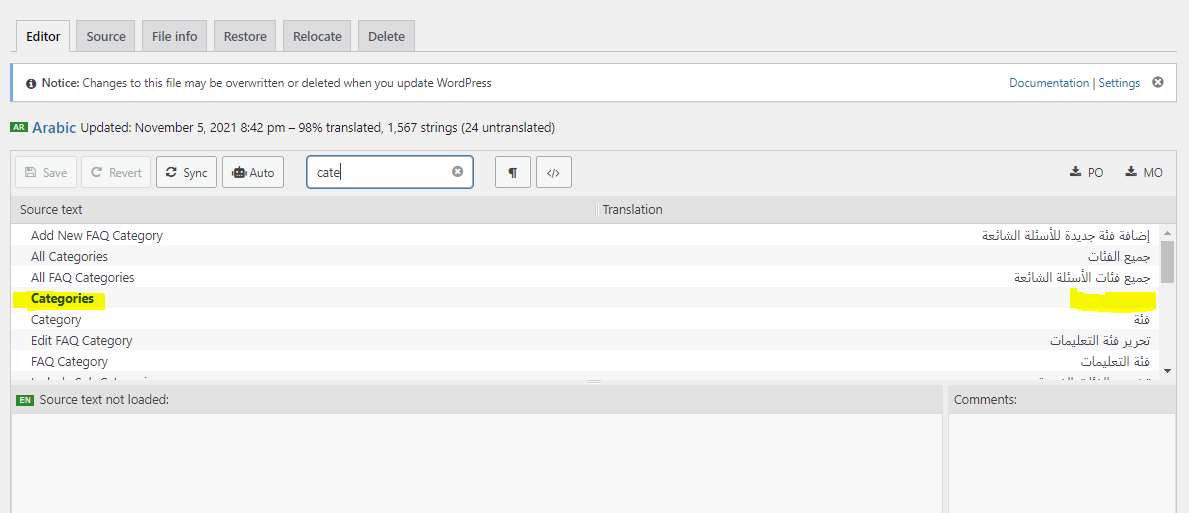 Editor Source File info Restore Relocate Delete
Notice: Changes to this file may be overwritten or deleted when you update WordPress Documentation | Settings
AR Arabic Updated: November 5, 2021 8:42 pm – 98% translated, 1,567 strings (24 untranslated)
Save Revert Sync Auto cate ¶ </> PO MO
Source text Translation
Add New FAQ Category إضافة فئة جديدة للأسئلة الشائعة
All Categories جميع الفئات
All FAQ Categories جميع فئات الأسئلة الشائعة
Categories
Category فئة
Edit FAQ Category تحرير فئة التعليمات
FAQ Category فئة التعليمات
EN Source text not loaded: Comments: